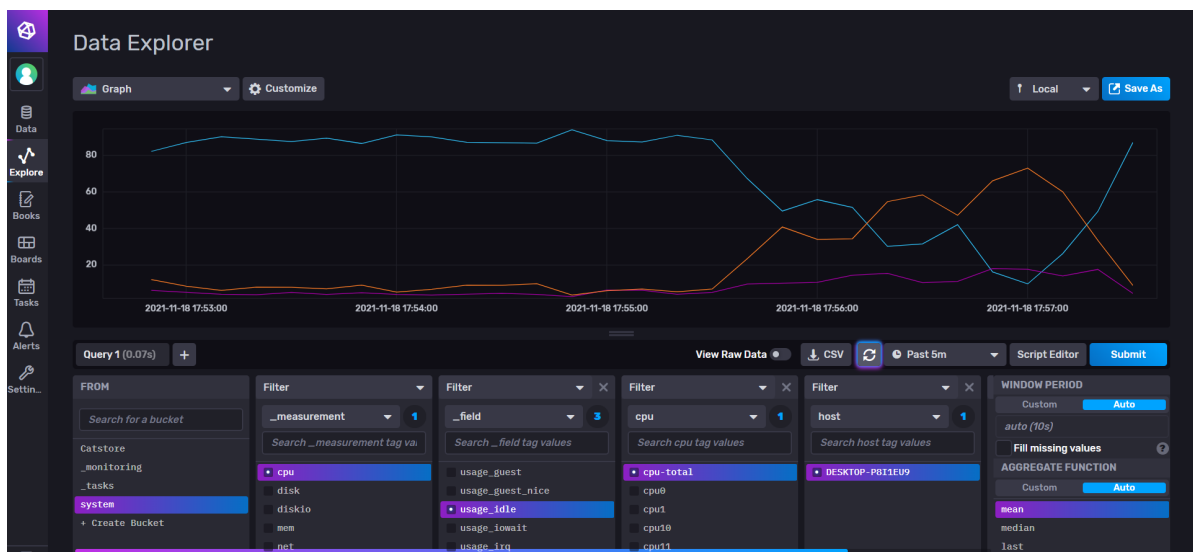 Data Explorer
Graph
Customize
Local
Save As
Data
Explore
Books
Boards
Tasks
Alerts
Settin...
80
60
40
20
2021-11-18 17:53:00
2021-11-18 17:54:00
2021-11-18 17:55:00
2021-11-18 17:56:00
2021-11-18 17:57:00
Query 1 (0.07s)
+
View Raw Data
CSV
Past 5m
Script Editor
Submit
FROM
Search for a bucket
Catstore
_monitoring
_tasks
system
+ Create Bucket
Filter
_measurement
1
Search _measurement tag val
cpu
disk
diskio
mem
net
Filter
_field
3
Search _field tag values
usage_guest
usage_guest_nice
usage_idle
usage_iowait
usage_irq
Filter
cpu
1
Search cpu tag values
cpu-total
cpu0
cpu1
cpu10
cpu11
Filter
host
1
Search host tag values
DESKTOP-P8I1EU9
WINDOW PERIOD
Custom
Auto
auto (10s)
Fill missing values
?
AGGREGATE FUNCTION
Custom
Auto
mean
median
last